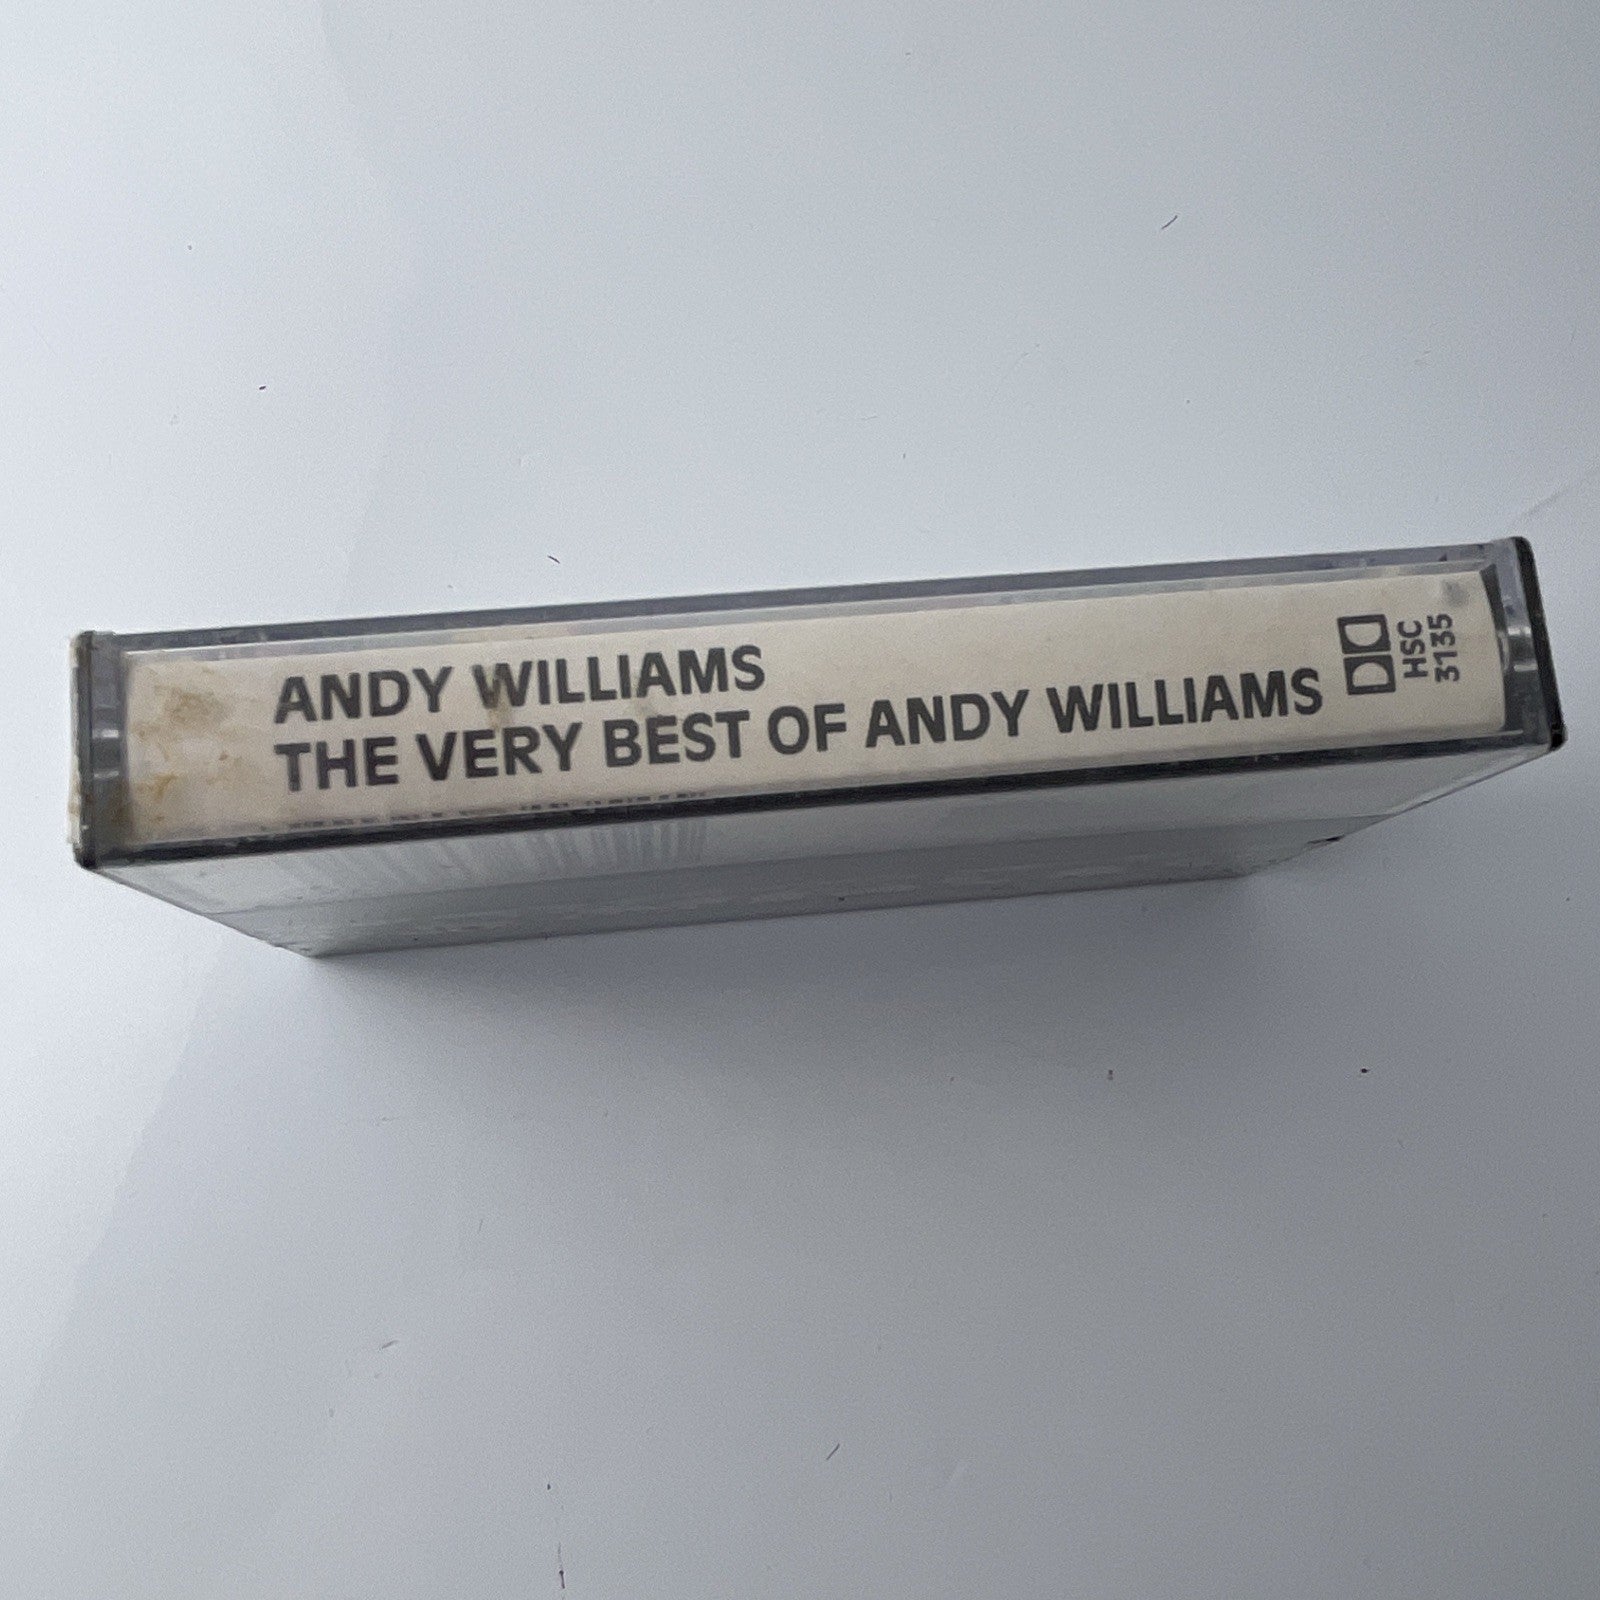 ANDY WILLIAMS
THE VERY BEST OF ANDY WILLIAMS
HSC
3135